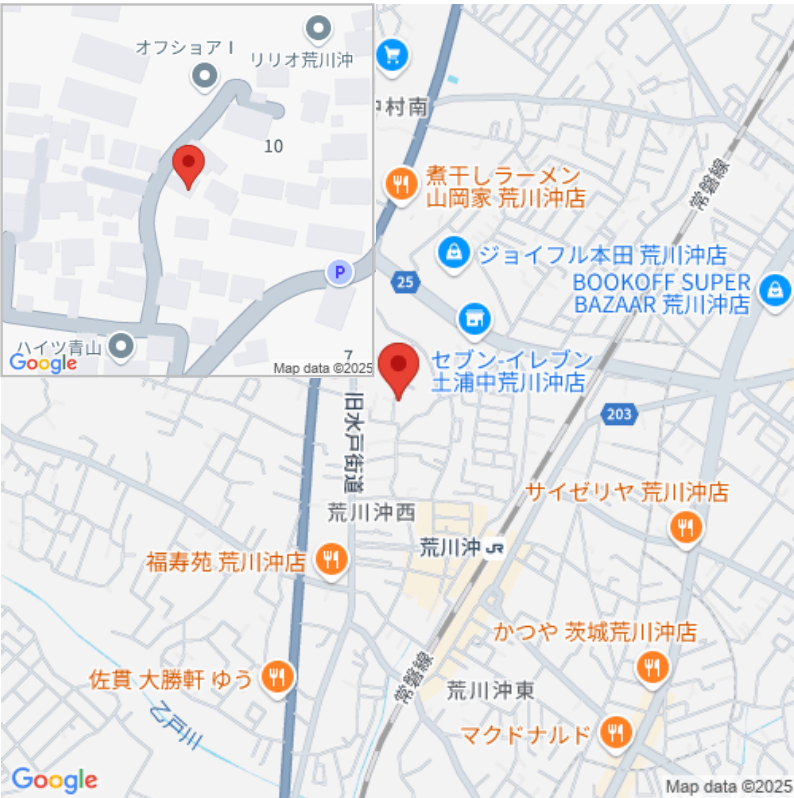 オフショア I
リリオ荒川沖
10
P
7
ハイツ青山
Google
Map data ©2025
中村南
煮干しラーメン
山岡家 荒川沖店
常磐線
ジョイフル本田 荒川沖店
BOOKOFF SUPER
BAZAAR 荒川沖店
25
セブン-イレブン
土浦中荒川沖店
203
旧水戸街道
サイゼリヤ 荒川沖店
荒川沖西
荒川沖 JR
福寿苑 荒川沖店
かつや 茨城荒川沖店
佐貫 大勝軒 ゆう
常磐線
荒川沖東
乙戸川
マクドナルド
Google
Map data ©2025